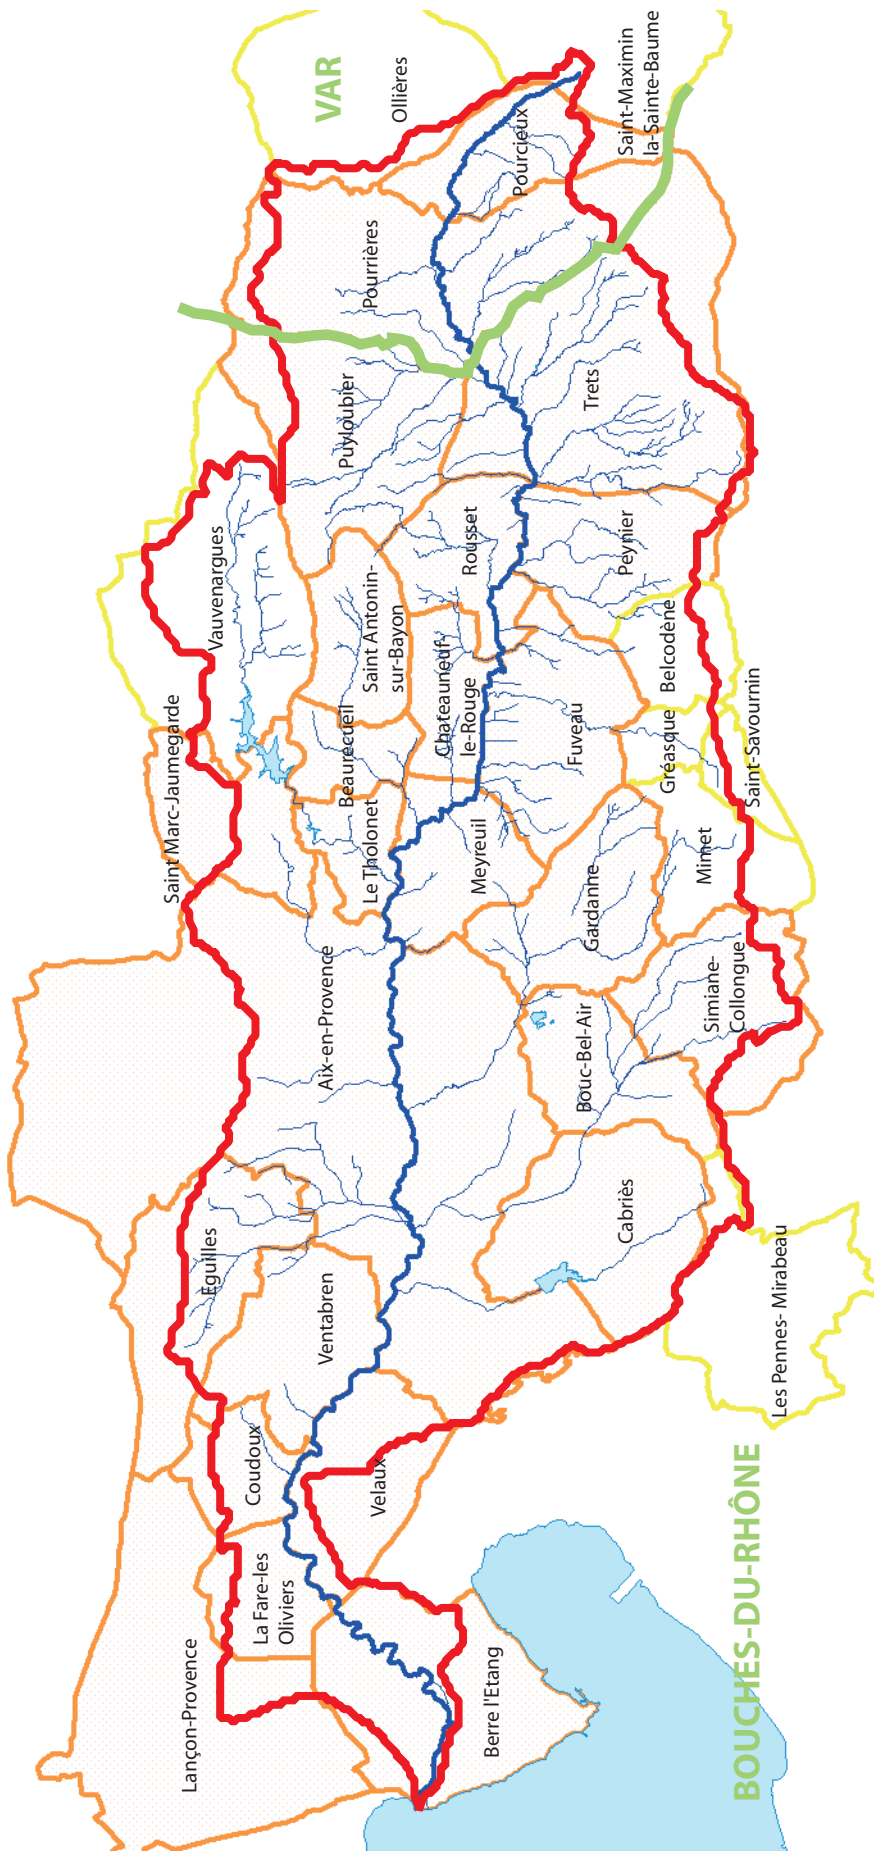 Lançon-Provence
La Fare-les
Oliviers
Berre l'Etang
BOUCHES-DU-RHÔNE
Coudoux
Velaux
Eguilles
Ventabren
Les Pennes- Mirabeau
Cabriès
Aix-en-Provence
Bouc-Bel-Air
Simiane-
Collongue
Saint Marc-Jaumegarde
Le Tholonet
Meyreuil
Gardanne
Mimet
Beaurecueil
Vauvenargues
Saint Antonin-
sur-Bayon
Chateauneuf-
le-Rouge
Fuveau
Gréasque
Saint-Savournin
Belcodène
Rousset
Peynier
Puyloubier
Trets
Pourrières
Pourcieux
VAR
Ollières
Saint-Maximin
la-Sainte-Baume